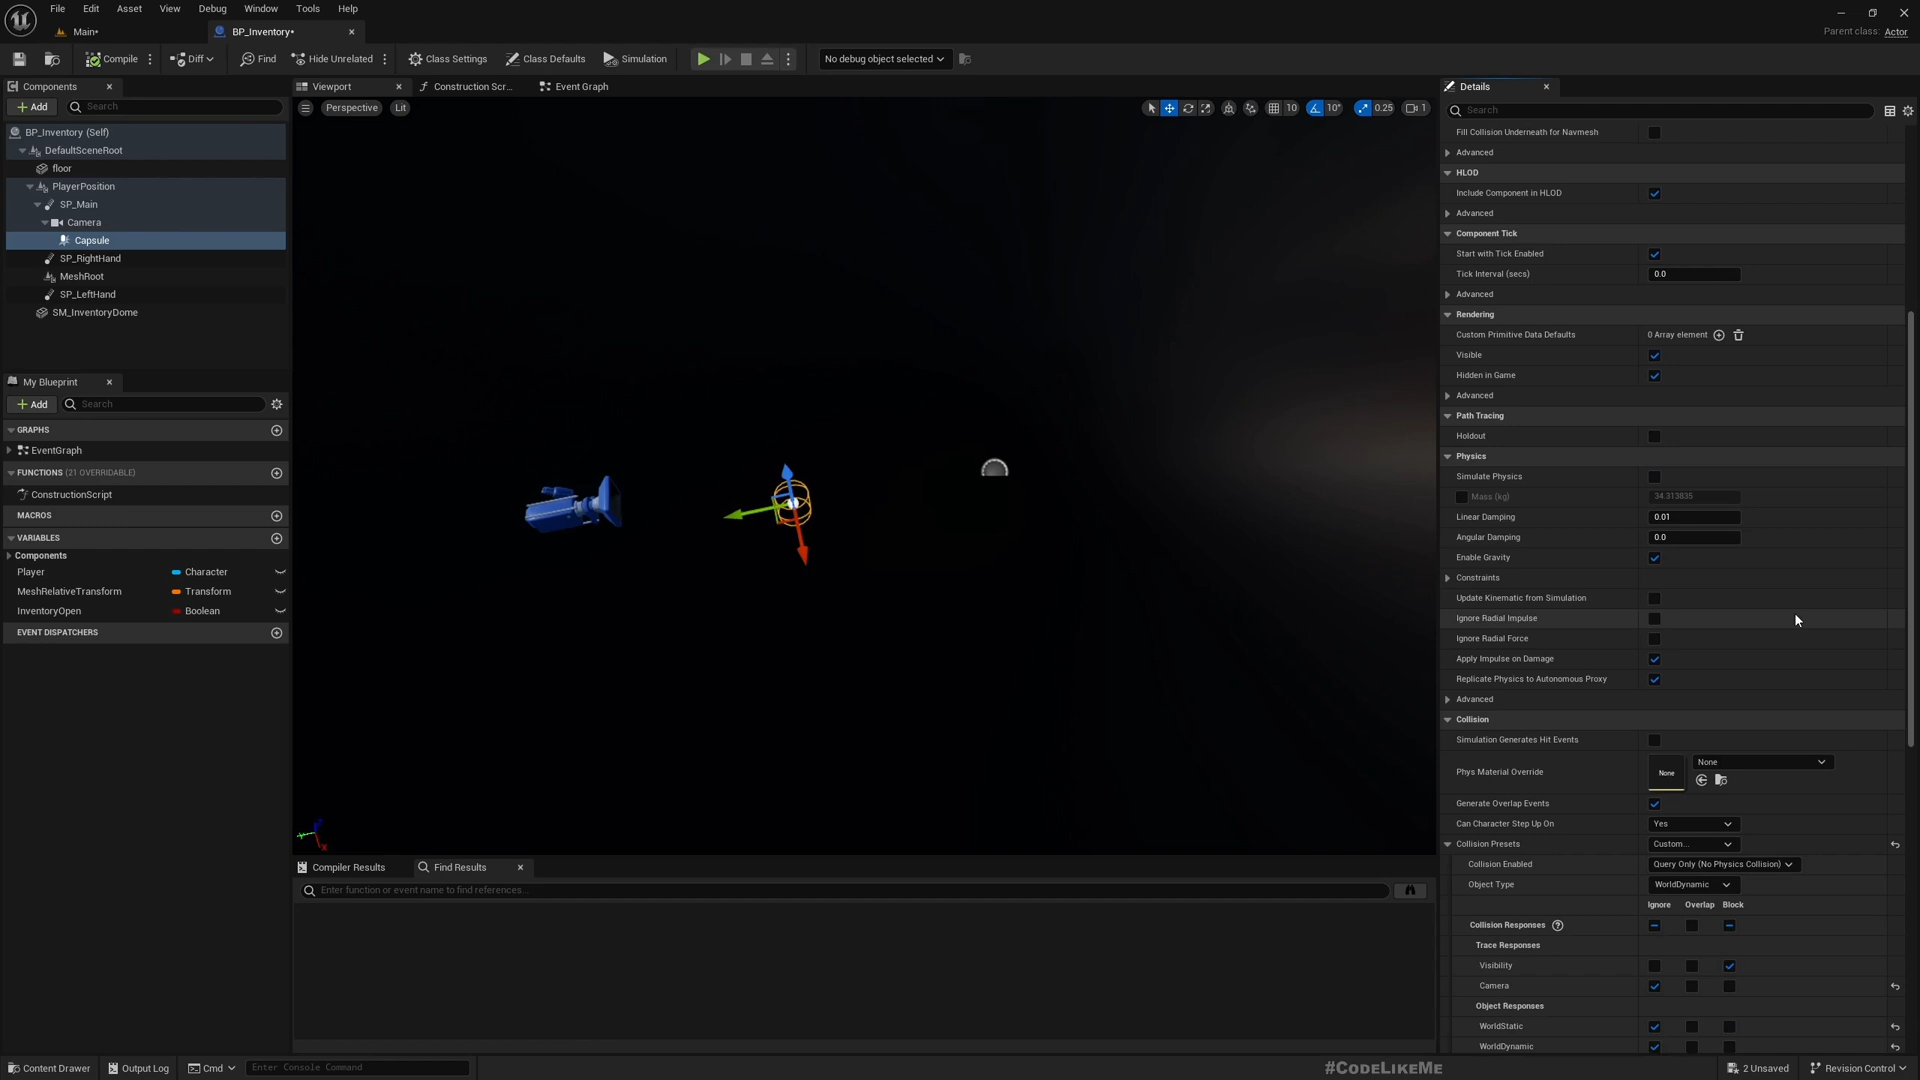 File Edit Asset View Debug Window Tools Help
Main•
BP_Inventory•
Parent class: Actor
Compile
Diff
Find
Hide Unrelated
Class Settings
Class Defaults
Simulation
No debug object selected
Components
Add
Search
BP_Inventory (Self)
DefaultSceneRoot
floor
PlayerPosition
SP_Main
Camera
Capsule
SP_RightHand
MeshRoot
SP_LeftHand
SM_InventoryDome
My Blueprint
Add
Search
GRAPHS
EventGraph
FUNCTIONS (21 OVERRIDABLE)
ConstructionScript
MACROS
VARIABLES
Components
Player Character
MeshRelativeTransform Transform
InventoryOpen Boolean
EVENT DISPATCHERS
Viewport
Construction Scr...
Event Graph
Perspective
Lit
10
10°
0.25
1
Compiler Results
Find Results
Enter function or event name to find references...
Details
Search
Fill Collision Underneath for Navmesh
Advanced
HLOD
Include Component in HLOD
Advanced
Component Tick
Start with Tick Enabled
Tick Interval (secs) 0.0
Advanced
Rendering
Custom Primitive Data Defaults 0 Array element
Visible
Hidden in Game
Advanced
Path Tracing
Holdout
Physics
Simulate Physics
Mass (kg) 34.313835
Linear Damping 0.01
Angular Damping 0.0
Enable Gravity
Constraints
Update Kinematic from Simulation
Ignore Radial Impulse
Ignore Radial Force
Apply Impulse on Damage
Replicate Physics to Autonomous Proxy
Advanced
Collision
Simulation Generates Hit Events
Phys Material Override None None
Generate Overlap Events
Can Character Step Up On Yes
Collision Presets Custom...
Collision Enabled Query Only (No Physics Collision)
Object Type WorldDynamic
Ignore Overlap Block
Collision Responses
Trace Responses
Visibility
Camera
Object Responses
WorldStatic
WorldDynamic
Content Drawer
Output Log
Cmd
Enter Console Command
#CodeLikeMe
2 Unsaved
Revision Control